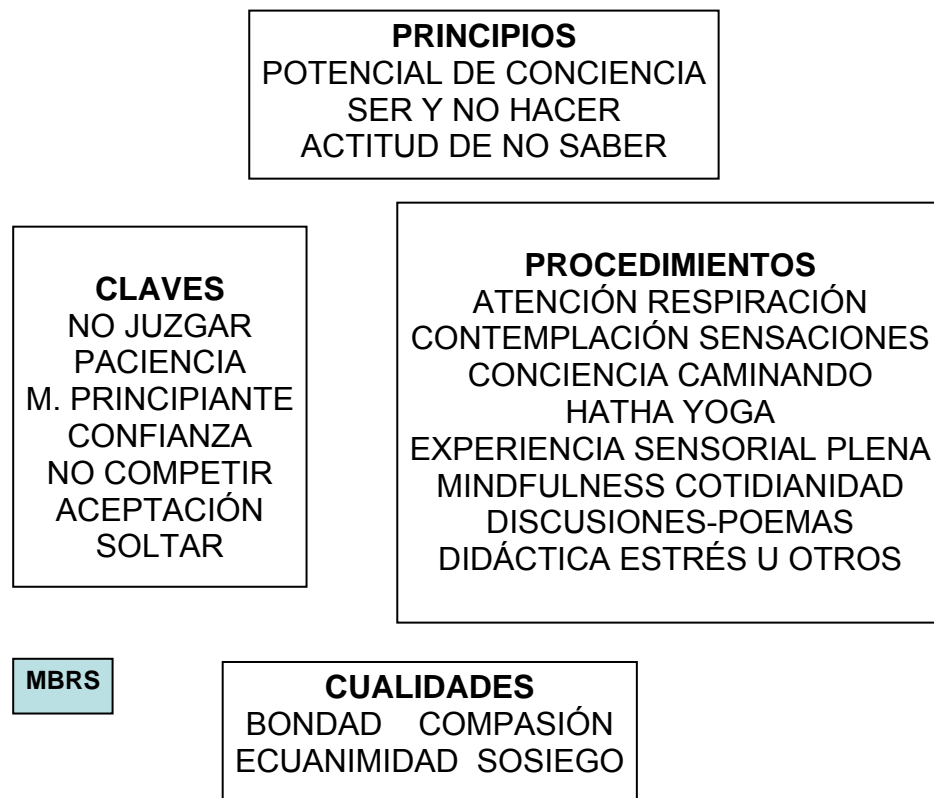 PRINCIPIOS
POTENCIAL DE CONCIENCIA
SER Y NO HACER
ACTITUD DE NO SABER
CLAVES
NO JUZGAR
PACIENCIA
M. PRINCIPIANTE
CONFIANZA
NO COMPETIR
ACEPTACIÓN
SOLTAR
PROCEDIMIENTOS
ATENCIÓN RESPIRACIÓN
CONTEMPLACIÓN SENSACIONES
CONCIENCIA CAMINANDO
HATHA YOGA
EXPERIENCIA SENSORIAL PLENA
MINDFULNESS COTIDIANIDAD
DISCUSIONES-POEMAS
DIDÁCTICA ESTRÉS U OTROS
MBRS
CUALIDADES
BONDAD COMPASIÓN
ECUANIMIDAD SOSIEGO